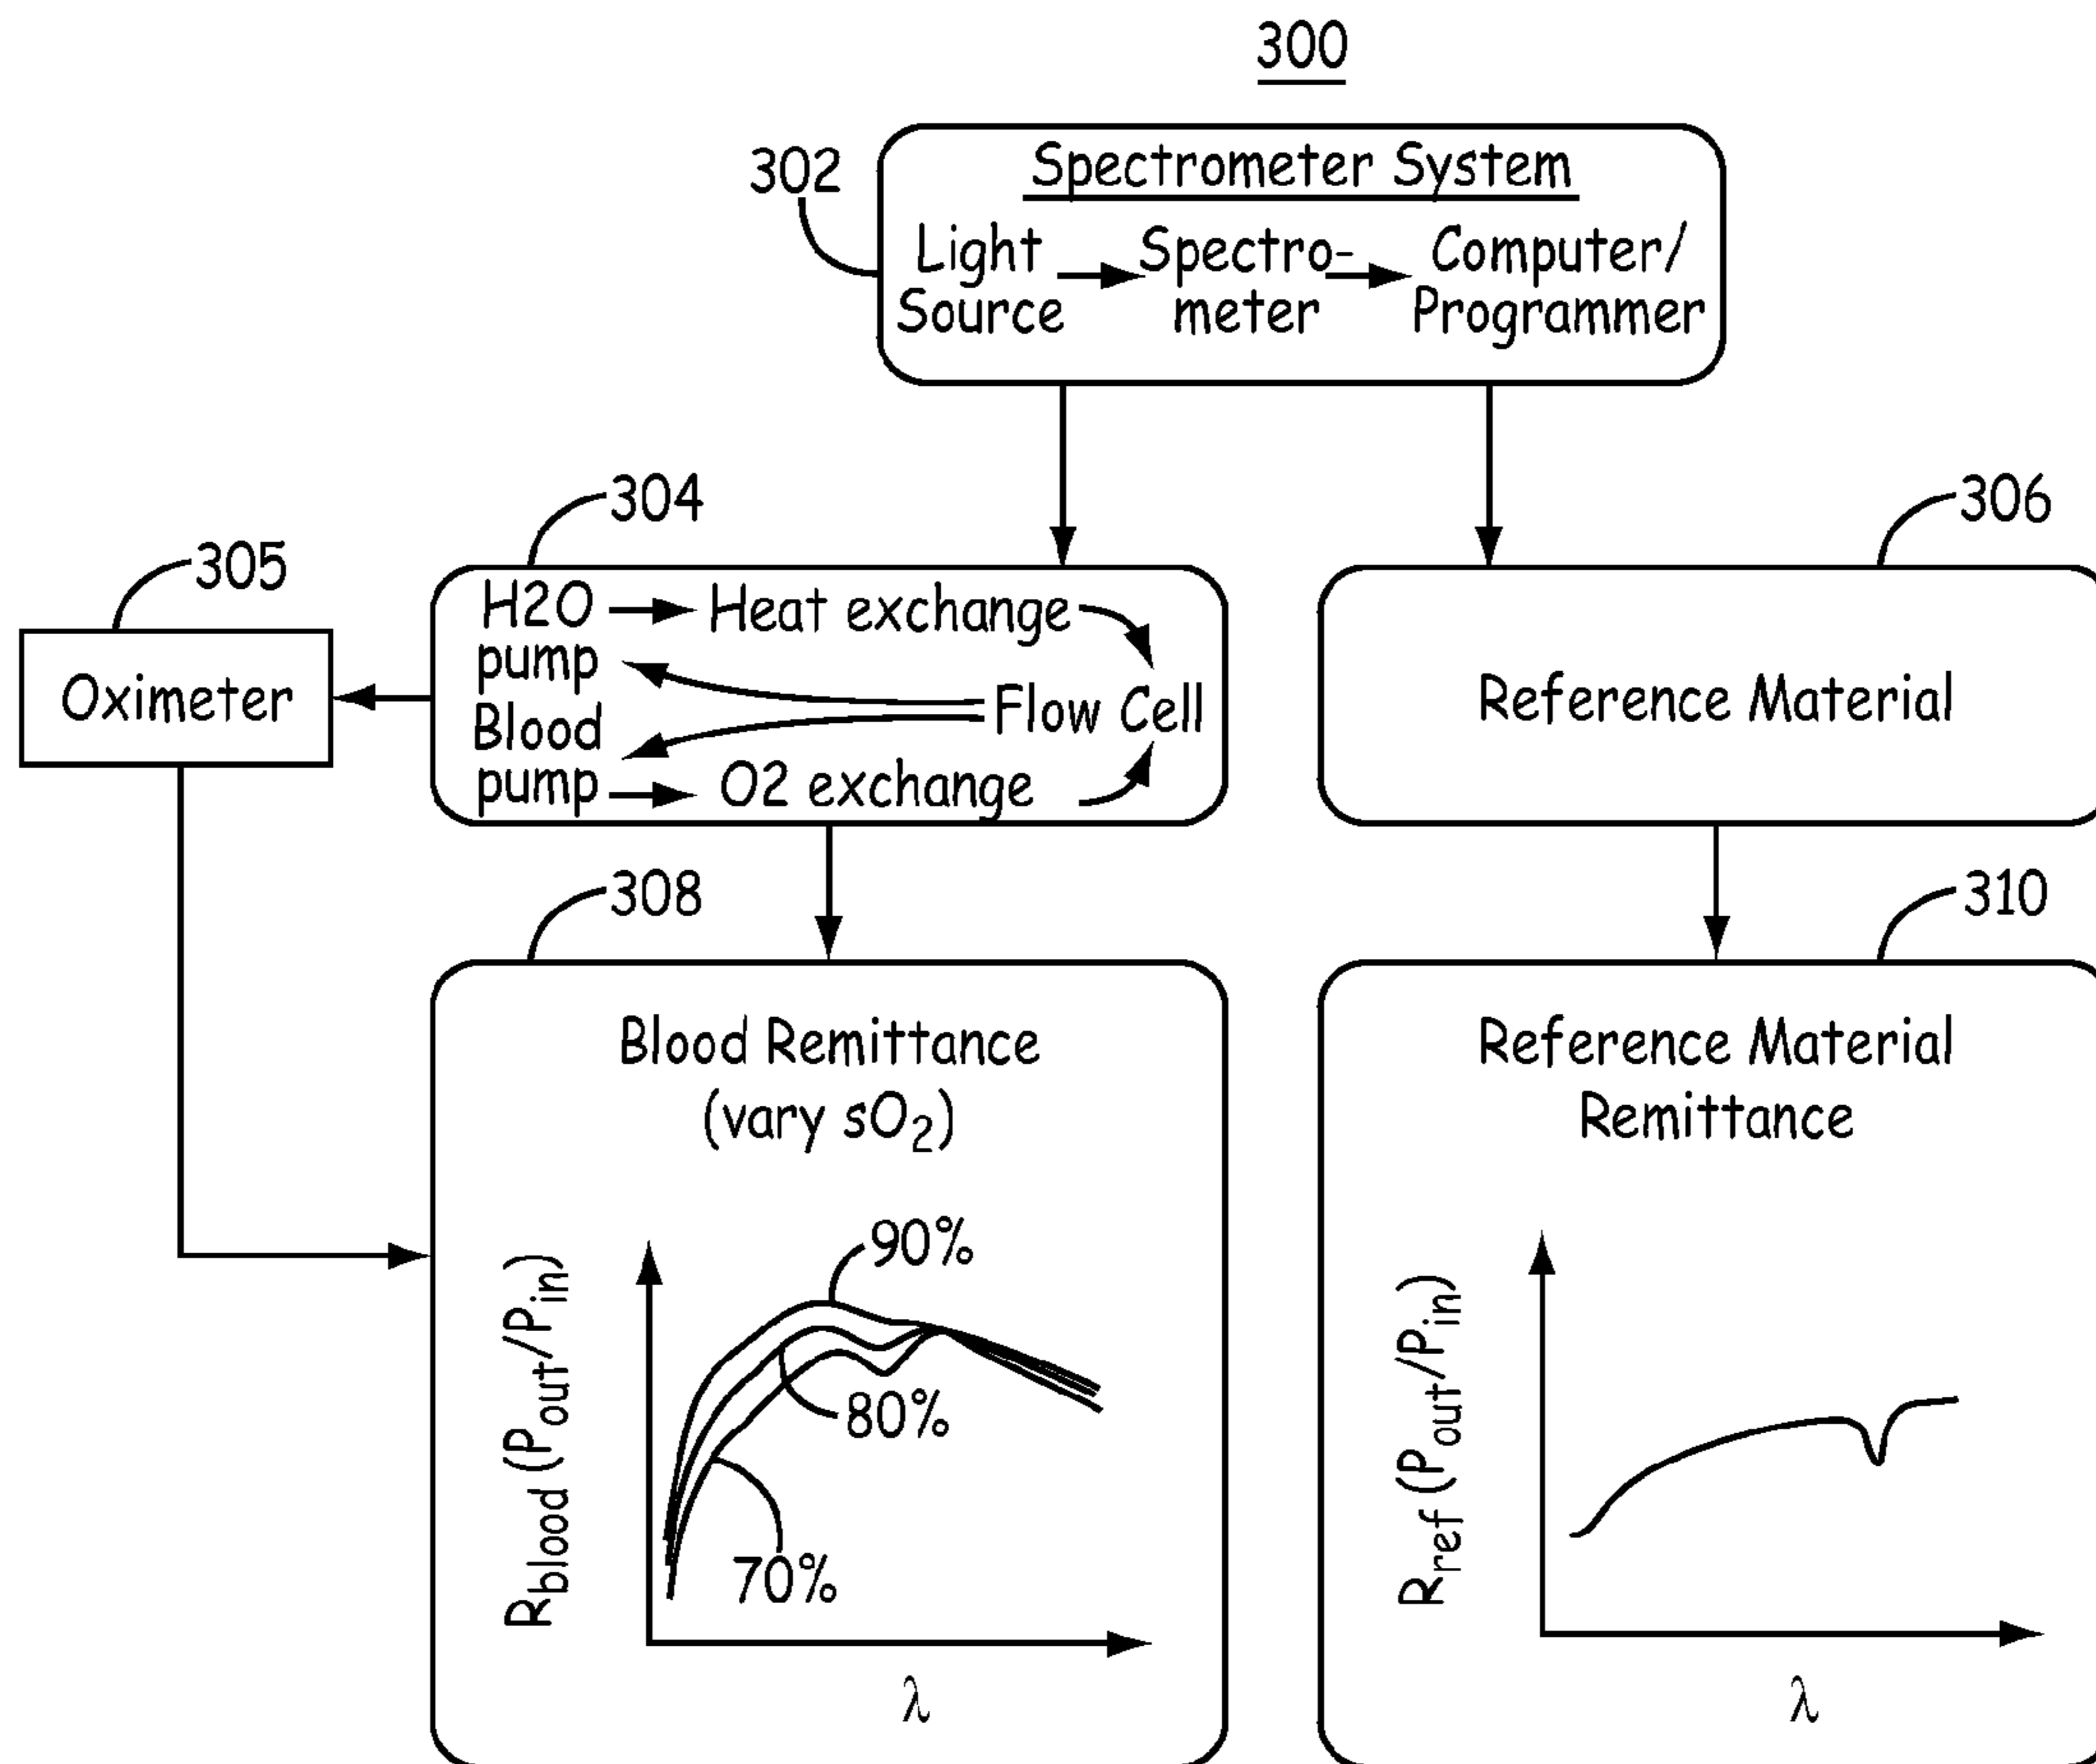 300
302
Spectrometer System
Light
Source
Spectro-
meter
Computer/
Programmer
304
306
305
H2O
pump
Heat exchange
Oximeter
Flow Cell
Blood
pump
O2 exchange
Reference Material
308
310
Blood Remittance
(vary sO2)
Rblood (Pout/Pin)
90%
80%
70%
λ
Reference Material
Remittance
Rref (Pout/Pin)
λ